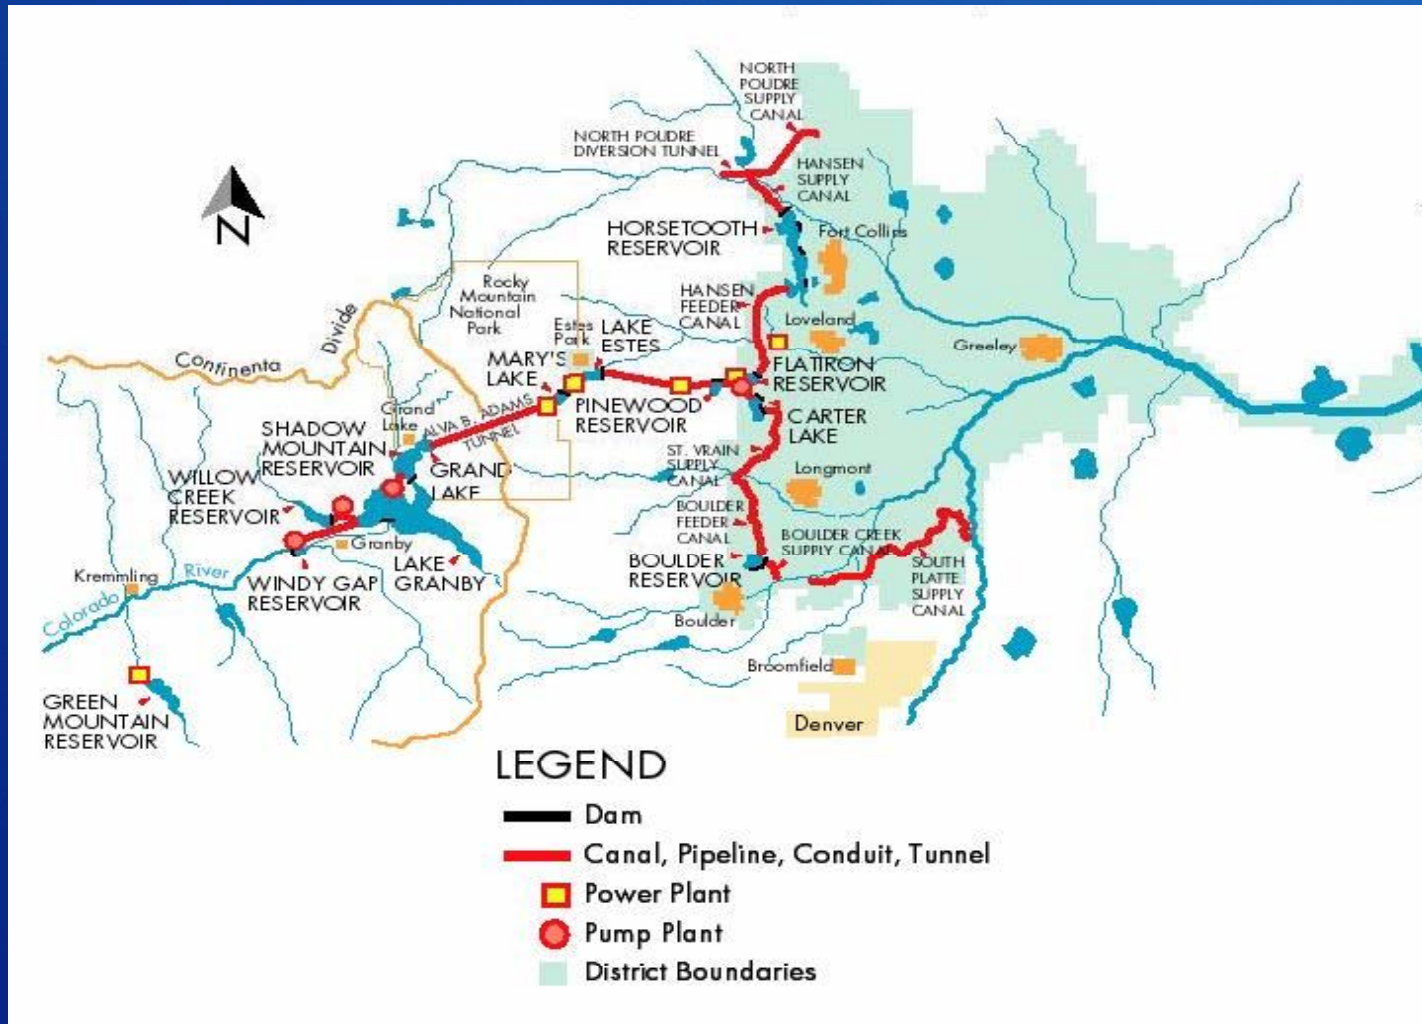 NORTH
POUDRE
SUPPLY
CANAL
NORTH POUDRE
DIVERSION TUNNEL
HANSEN
SUPPLY
CANAL
HORSETOOTH
RESERVOIR
Fort Collins
N
Rocky
Mountain
National
Park
HANSEN
FEEDER
CANAL
Loveland
Greeley
Continenta
Divide
Estes
Park
LAKE
ESTES
MARY'S
LAKE
FLATIRON
RESERVOIR
PINEWOOD
RESERVOIR
CARTER
LAKE
Grand
Lake
ALVA B. ADAMS
TUNNEL
SHADOW
MOUNTAIN
RESERVOIR
GRAND
LAKE
ST. VRAIN
SUPPLY
CANAL
Longmont
WILLOW
CREEK
RESERVOIR
BOULDER
FEEDER
CANAL
BOULDER CREEK
SUPPLY CANAL
Granby
LAKE
GRANBY
BOULDER
RESERVOIR
SOUTH
PLATTE
SUPPLY
CANAL
Kremmling
Colorado River
WINDY GAP
RESERVOIR
Boulder
Broomfield
GREEN
MOUNTAIN
RESERVOIR
Denver
LEGEND
Dam
Canal, Pipeline, Conduit, Tunnel
Power Plant
Pump Plant
District Boundaries